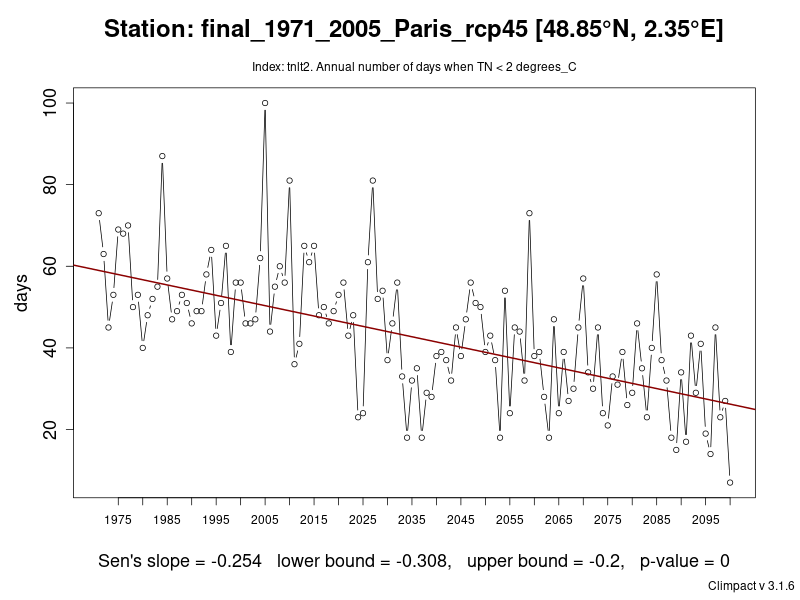 Station: final_1971_2005_Paris_rcp45 [48.85°N, 2.35°E]
Index: tnlt2. Annual number of days when TN < 2 degrees_C
100
80
60
40
20
days
1975 1985 1995 2005 2015 2025 2035 2045 2055 2065 2075 2085 2095
Sen's slope = -0.254 lower bound = -0.308, upper bound = -0.2, p-value = 0
Climpact v 3.1.6